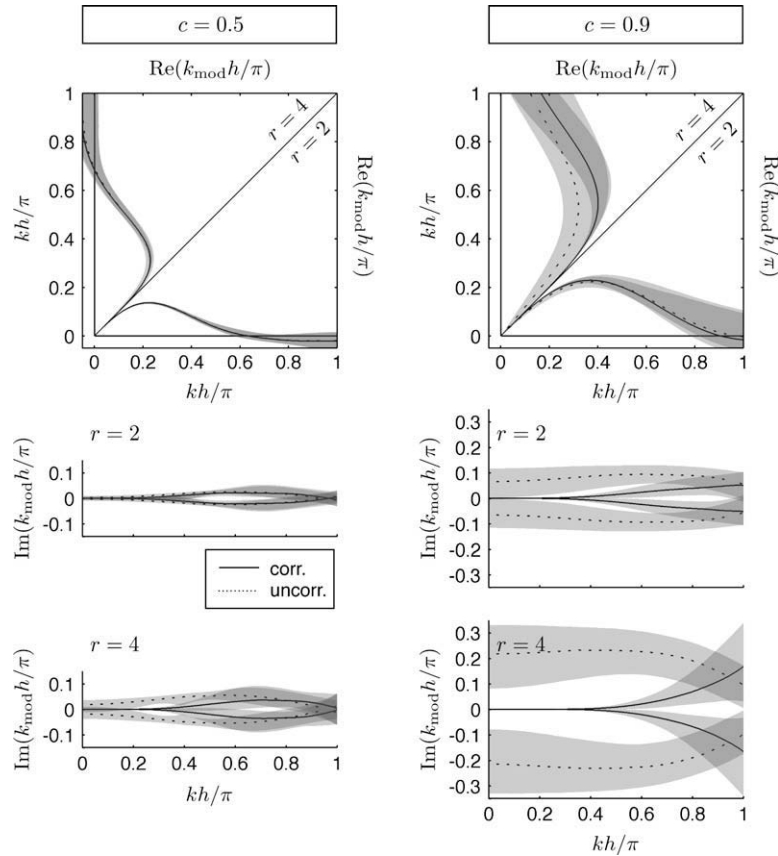 c = 0.5
c = 0.9
Re(k_mod h/π)
Re(k_mod h/π)
1
0.8
0.6
0.4
0.2
0
kh/π
r = 4
r = 2
Re(k_mod h/π)
0 0.2 0.4 0.6 0.8 1
kh/π
1
0.8
0.6
0.4
0.2
0
kh/π
r = 4
r = 2
Re(k_mod h/π)
0 0.2 0.4 0.6 0.8 1
kh/π
r = 2
Im(k_mod h/π)
0.1
0
-0.1
r = 2
Im(k_mod h/π)
0.3
0.2
0.1
0
-0.1
-0.2
-0.3
corr.
uncorr.
r = 4
Im(k_mod h/π)
0.1
0
-0.1
0 0.2 0.4 0.6 0.8 1
kh/π
r = 4
Im(k_mod h/π)
0.3
0.2
0.1
0
-0.1
-0.2
-0.3
0 0.2 0.4 0.6 0.8 1
kh/π